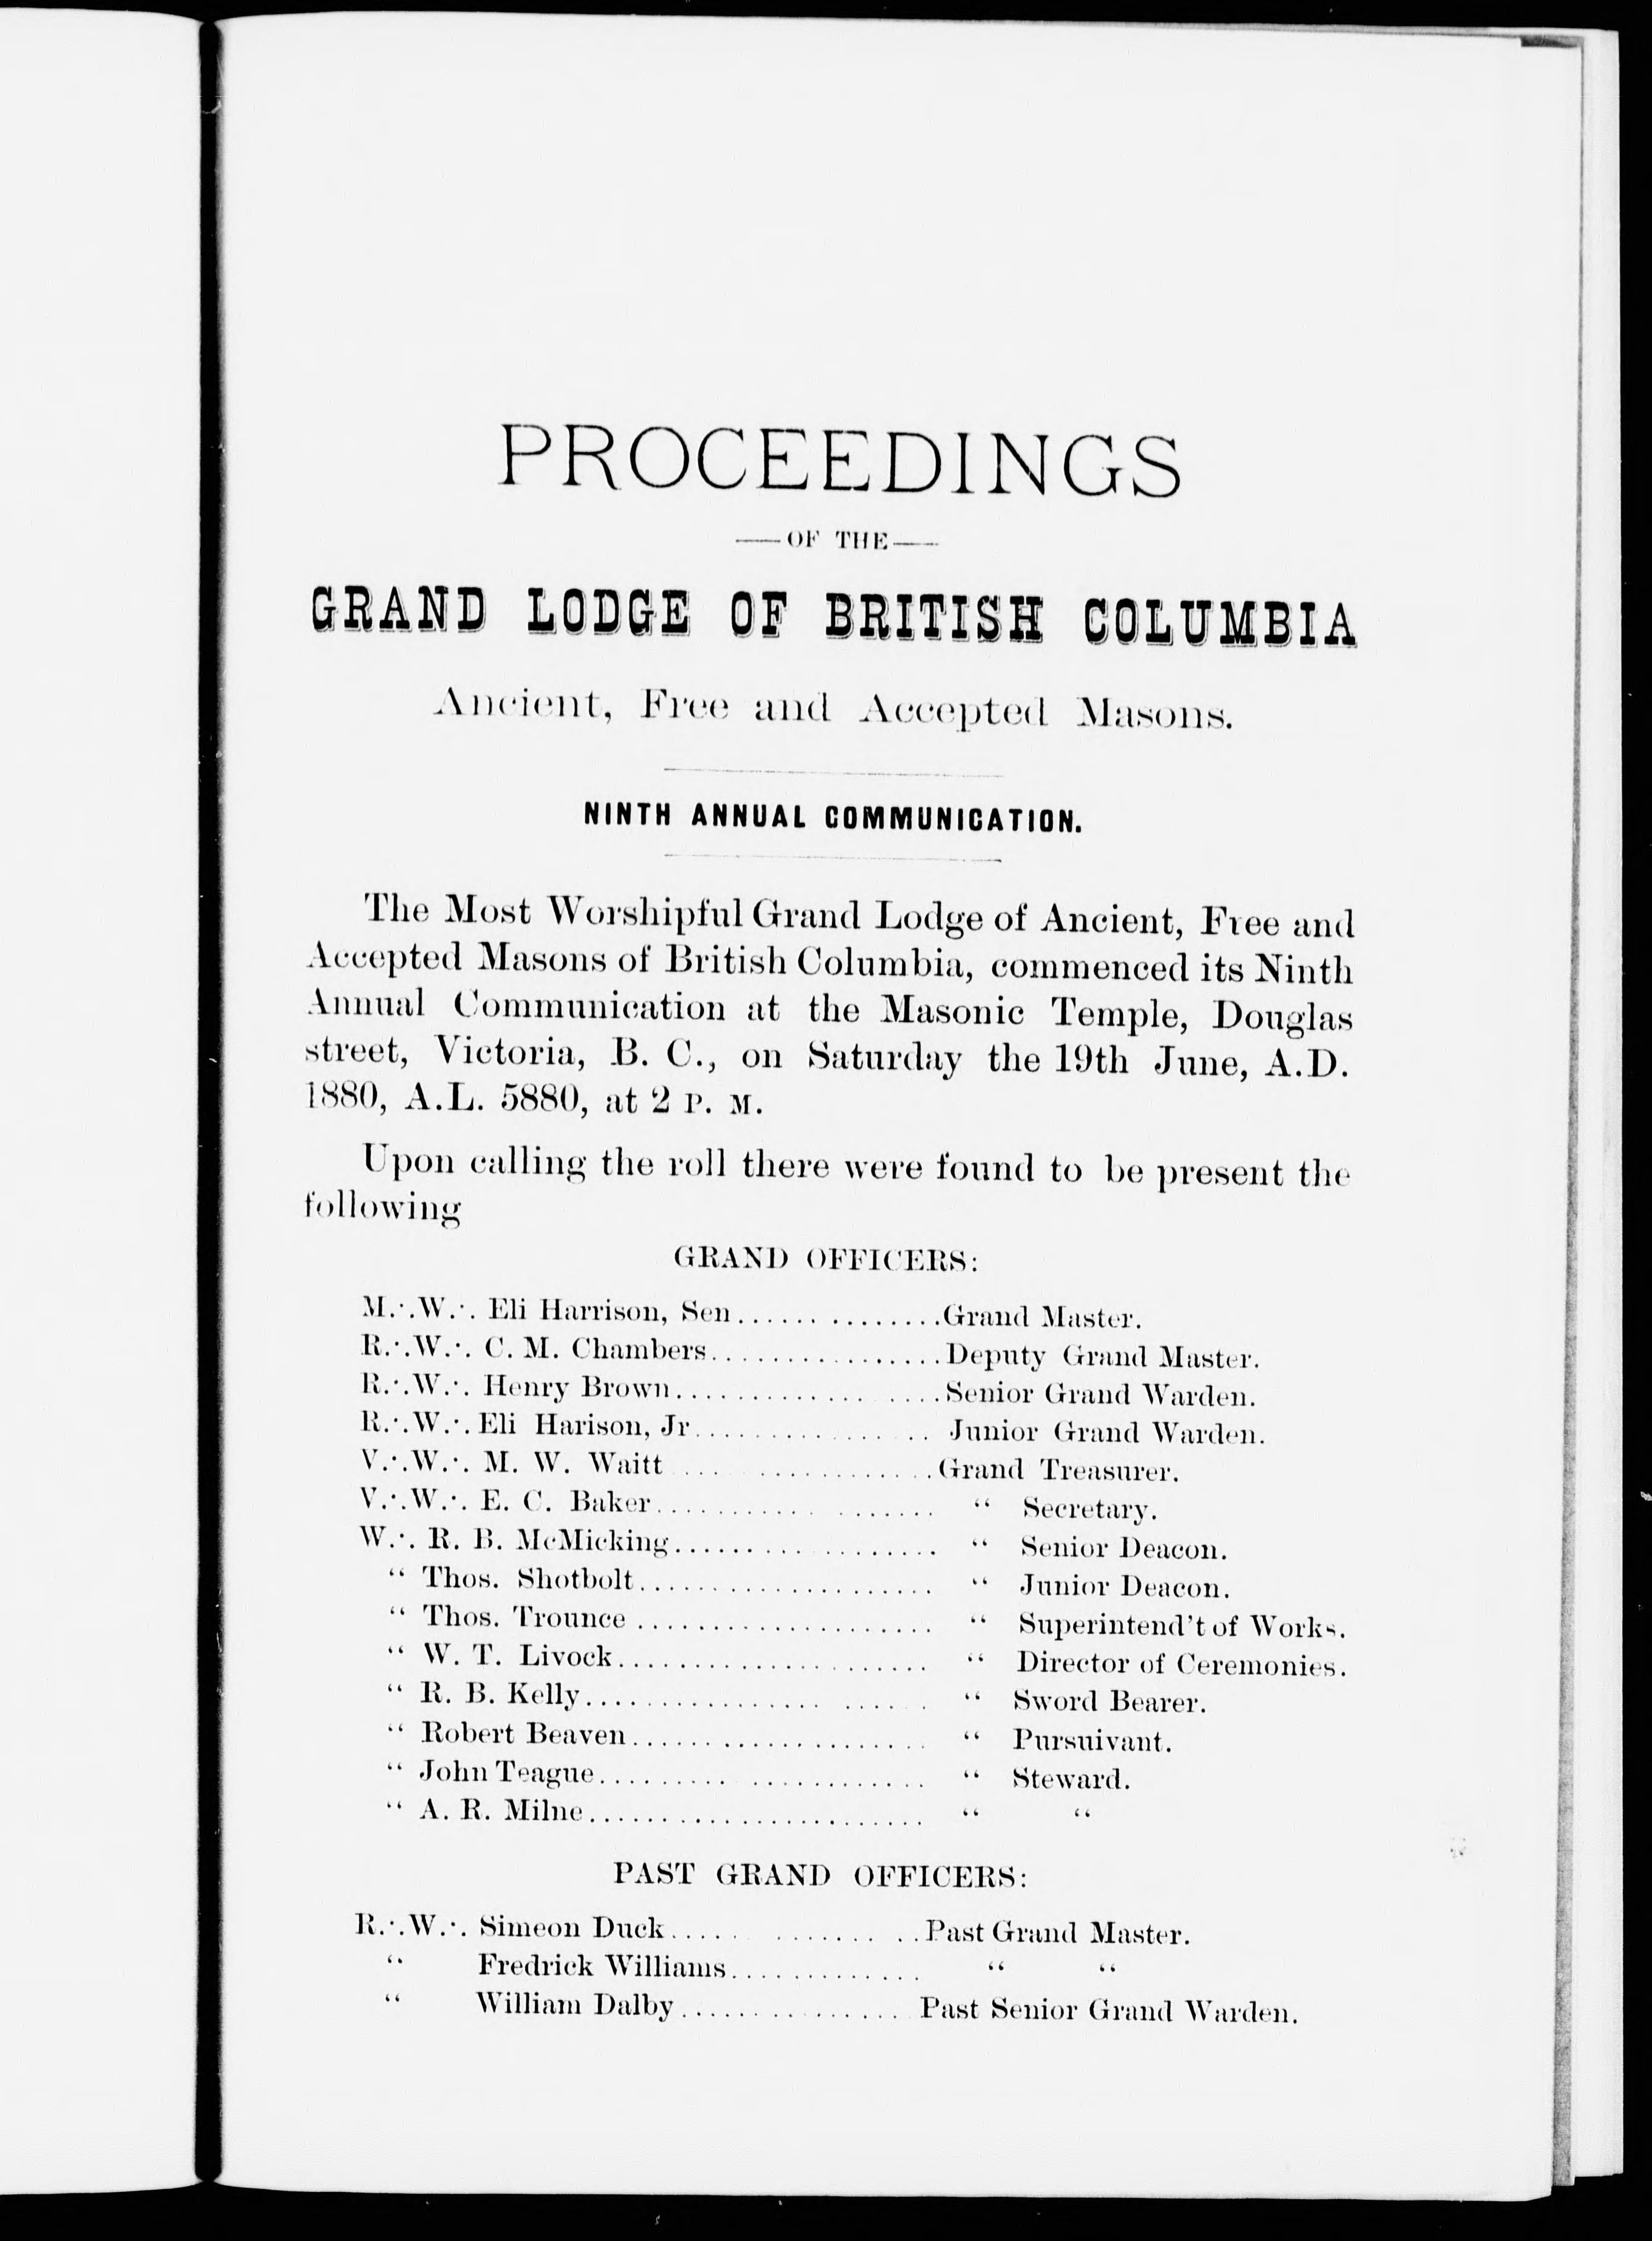 PROCEEDINGS
—OF THE—
GRAND LODGE OF BRITISH COLUMBIA
Ancient, Free and Accepted Masons.
NINTH ANNUAL COMMUNICATION.
The Most Worshipful Grand Lodge of Ancient, Free and
Accepted Masons of British Columbia, commenced its Ninth
Annual Communication at the Masonic Temple, Douglas
street, Victoria, B. C., on Saturday the 19th June, A.D.
1880, A.L. 5880, at 2 P. M.
Upon calling the roll there were found to be present the
following
GRAND OFFICERS:
M.·.W.·. Eli Harrison, Sen................Grand Master.
R.·.W.·. C. M. Chambers................Deputy Grand Master.
R.·.W.·. Henry Brown.................Senior Grand Warden.
R.·.W.·. Eli Harison, Jr................ Junior Grand Warden.
V.·.W.·. M. W. Waitt.................Grand Treasurer.
V.·.W.·. E. C. Baker................. “ Secretary.
W.·. R. B. McMicking.................. “ Senior Deacon.
“ Thos. Shotbolt.................... “ Junior Deacon.
“ Thos. Trounce .................... “ Superintend't of Works.
“ W. T. Livock..................... “ Director of Ceremonies.
“ R. B. Kelly...................... “ Sword Bearer.
“ Robert Beaven.................... “ Pursuivant.
“ John Teague...................... “ Steward.
“ A. R. Milne....................... “ “
PAST GRAND OFFICERS:
R.·.W.·. Simeon Duck................Past Grand Master.
“ Fredrick Williams............. “ “
“ William Dalby............... Past Senior Grand Warden.